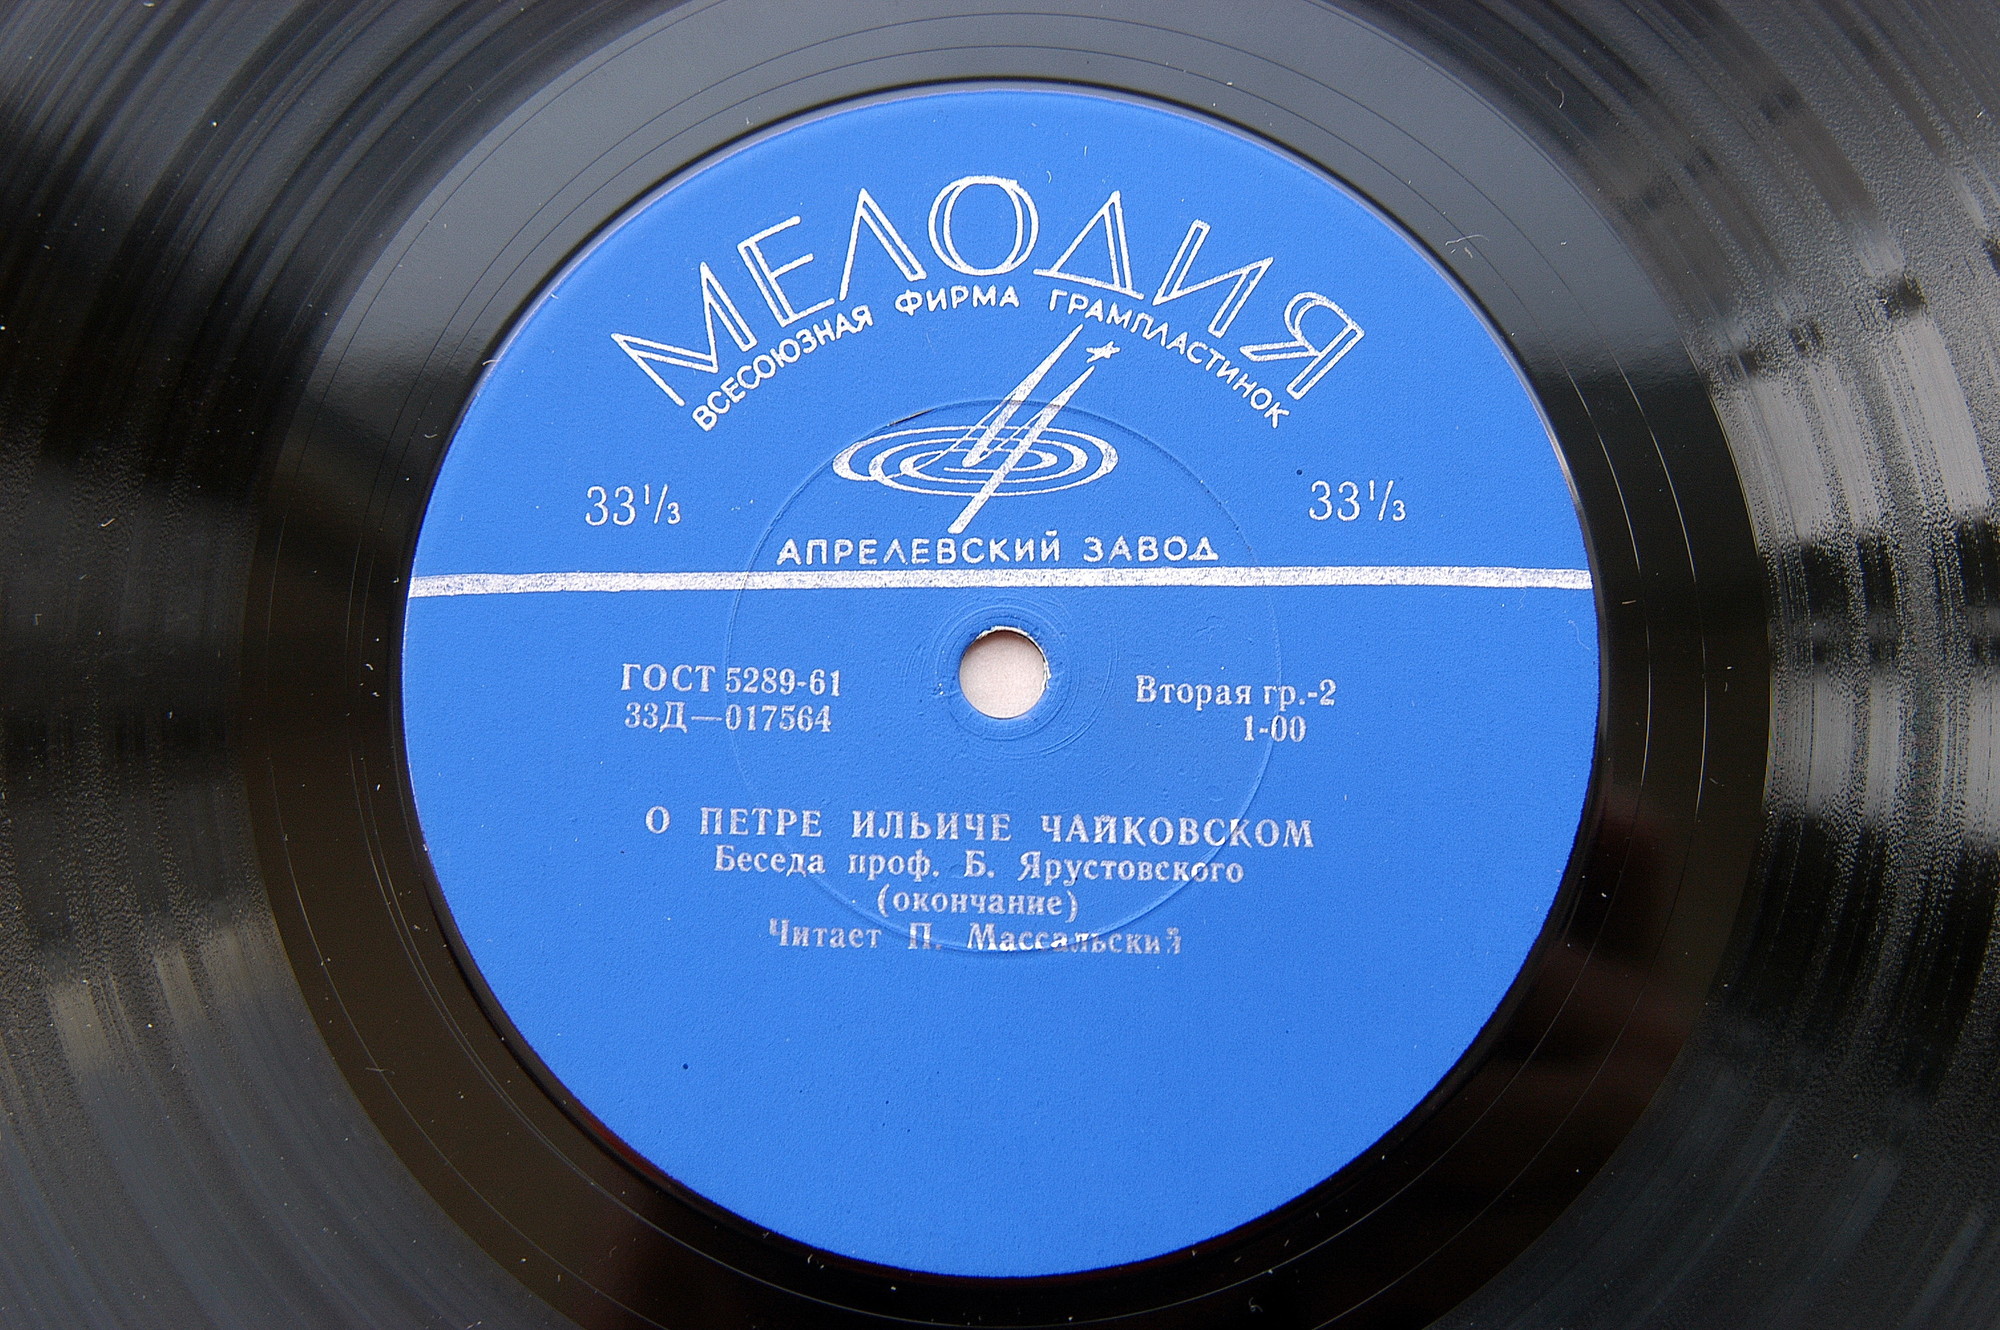 МЕЛОДИЯ
ВСЕСОЮЗНАЯ ФИРМА ГРАМПЛАСТИНОК
33⅓ 33⅓
АПРЕЛЕВСКИЙ ЗАВОД
ГОСТ 5289-61 Вторая гр.-2
33Д—017564 1-00
О ПЕТРЕ ИЛЬИЧЕ ЧАЙКОВСКОМ
Беседа проф. Б. Ярустовского
(окончание)
Читает П. Массальский